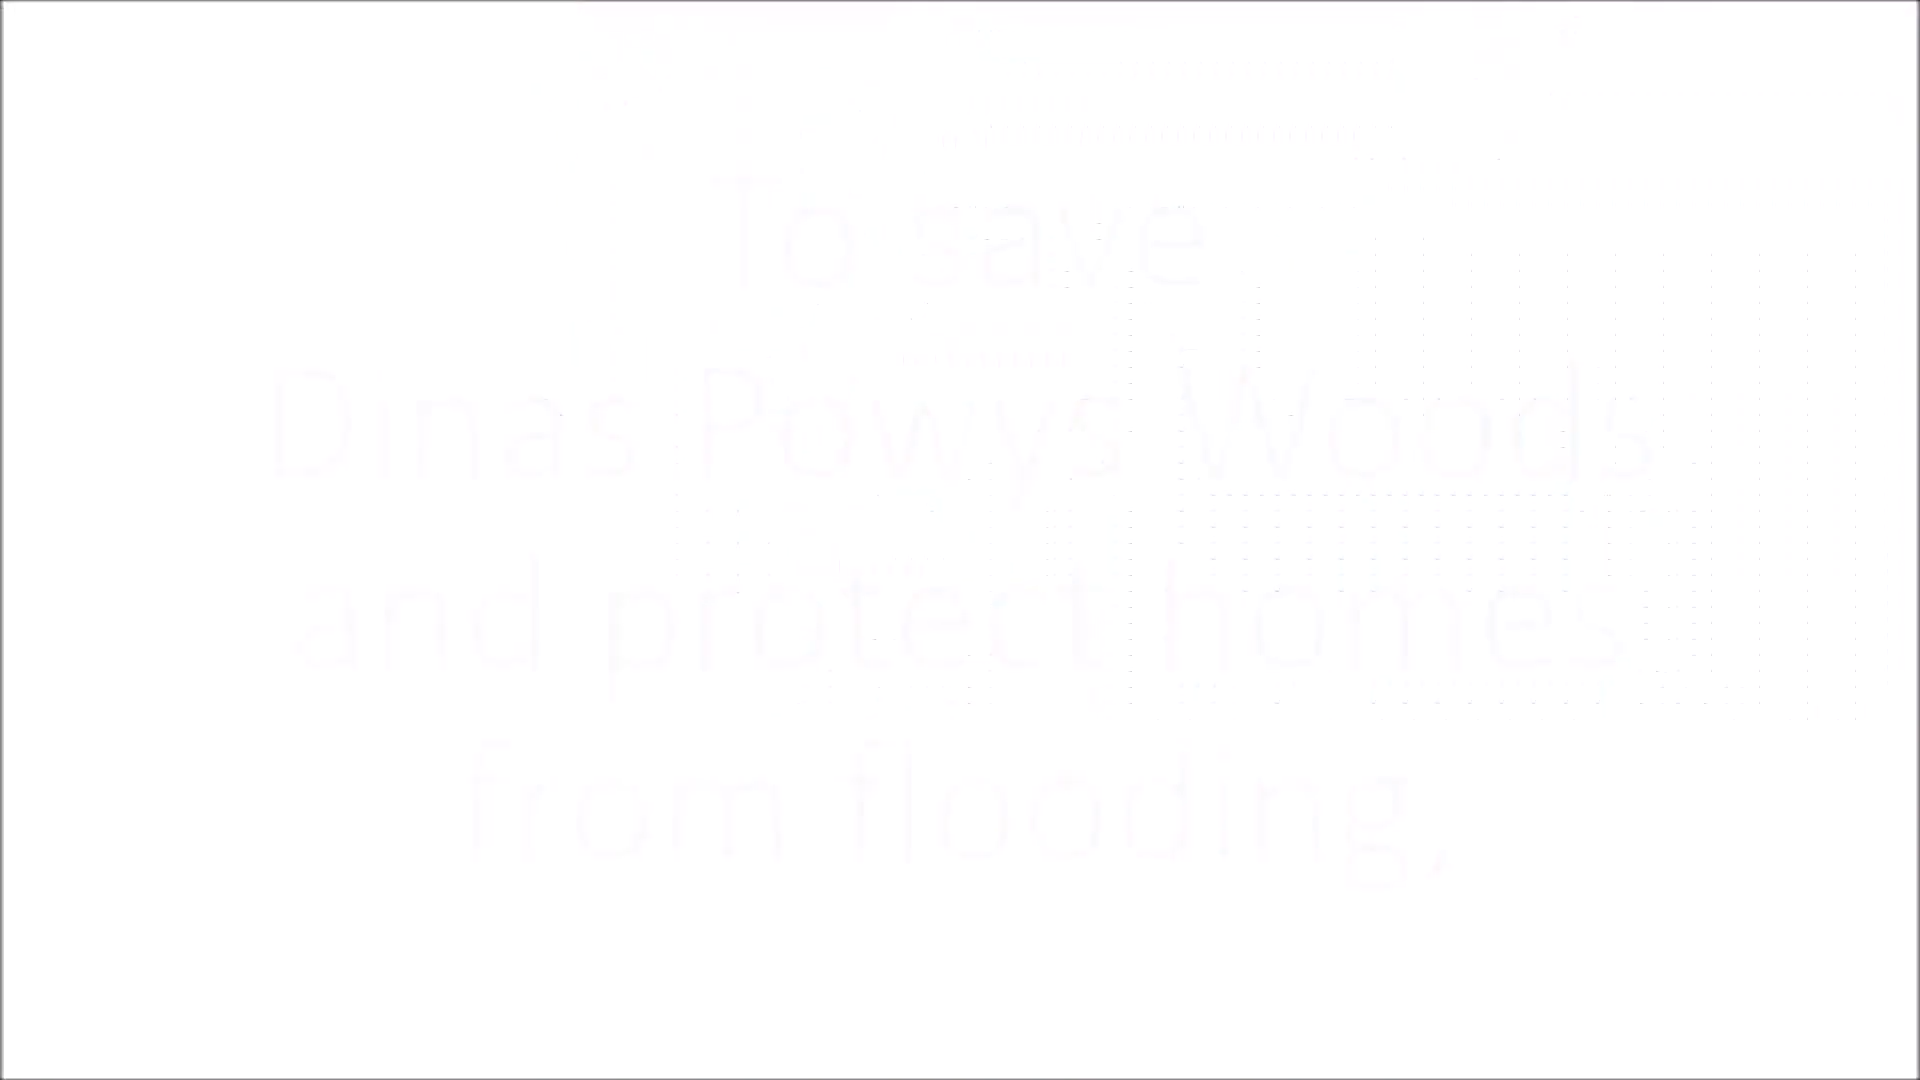 To save
Dinas Powys Woods
and protect homes
from flooding,